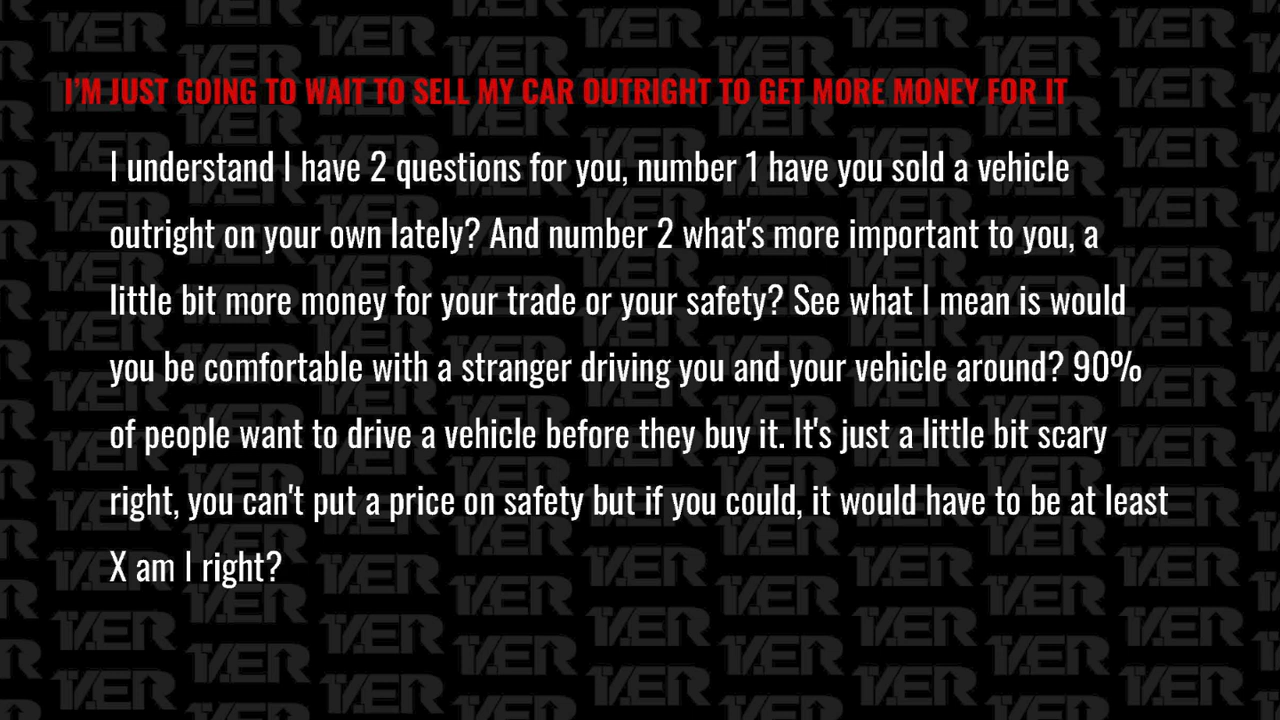 I'M JUST GOING TO WAIT TO SELL MY CAR OUTRIGHT TO GET MORE MONEY FOR IT
I understand I have 2 questions for you, number 1 have you sold a vehicle
outright on your own lately? And number 2 what's more important to you, a
little bit more money for your trade or your safety? See what I mean is would
you be comfortable with a stranger driving you and your vehicle around? 90%
of people want to drive a vehicle before they buy it. It's just a little bit scary
right, you can't put a price on safety but if you could, it would have to be at least
X am I right?